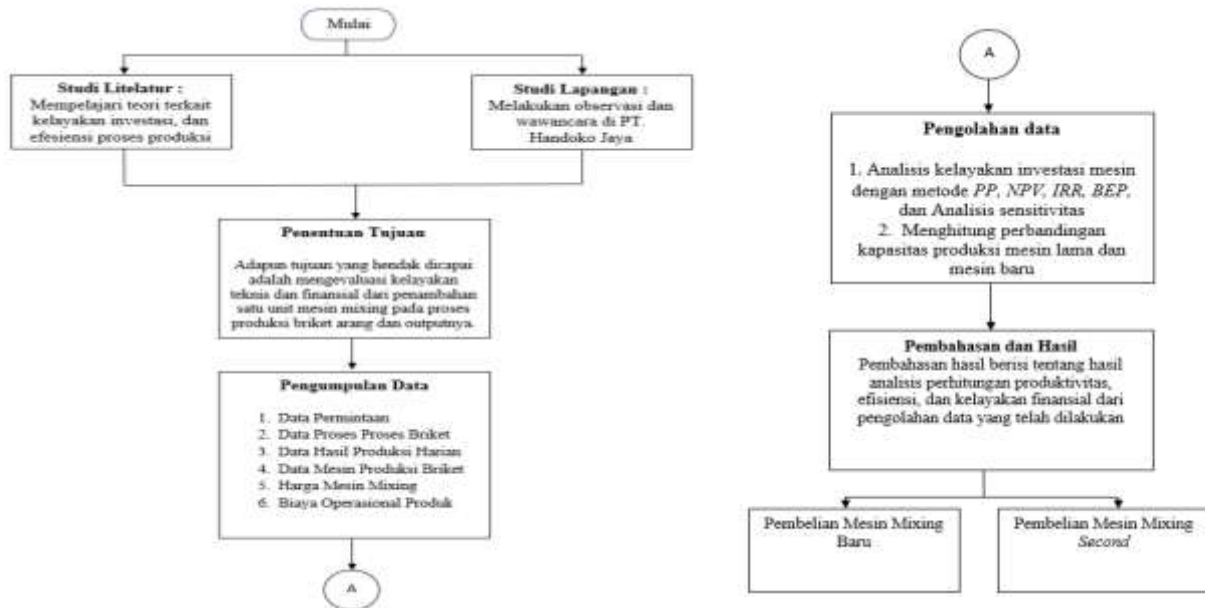 Mulai
Studi Litelatur :
Mempelajari teori terkait
kelayakan investasi, dan
efesiensi proses produksi
Studi Lapangan :
Melakukan observasi dan
wawancara di PT.
Handoko Jaya
Penentuan Tujuan
Adapun tujuan yang hendak dicapai
adalah mengevaluasi kelayakan
teknis dan finansial dari penambahan
satu unit mesin mixing pada proses
produksi briket arang dan outputnya.
Pengumpulan Data
1. Data Permintaan
2. Data Proses Proses Briket
3. Data Hasil Produksi Harian
4. Data Mesin Produksi Briket
5. Harga Mesin Mixing
6. Biaya Operasional Produk
A
A
Pengolahan data
1. Analisis kelayakan investasi mesin
dengan metode PP, NPV, IRR, BEP,
dan Analisis sensitivitas
2. Menghitung perbandingan
kapasitas produksi mesin lama dan
mesin baru
Pembahasan dan Hasil
Pembahasan hasil berisi tentang hasil
analisis perhitungan produktivitas,
efisiensi, dan kelayakan finansial dari
pengolahan data yang telah dilakukan
Pembelian Mesin Mixing
Baru
Pembelian Mesin Mixing
Second